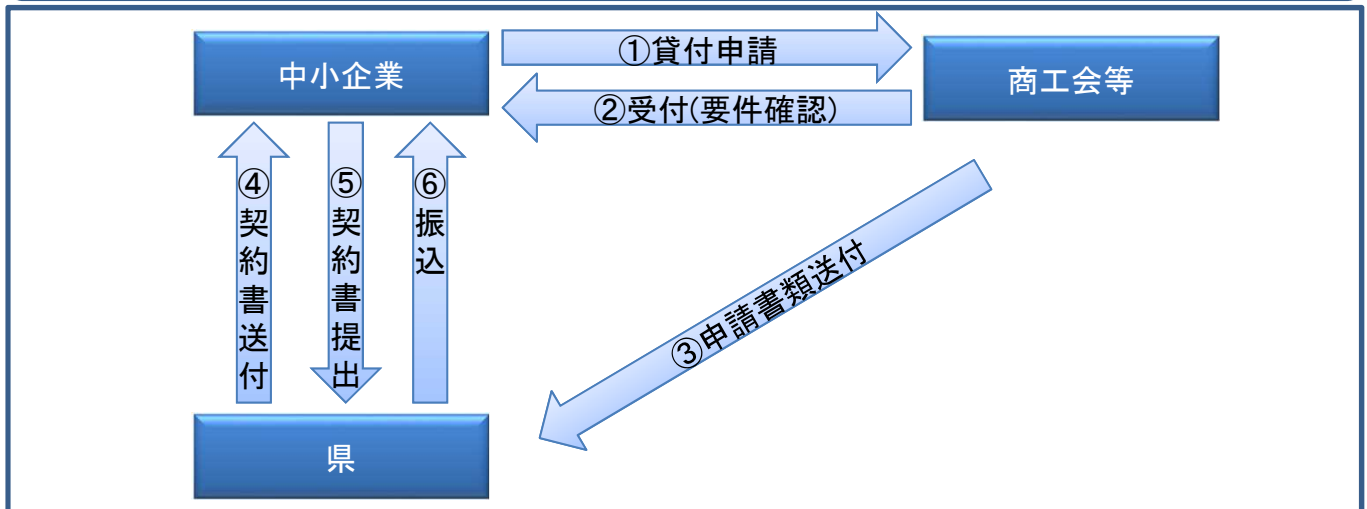 中小企業
①貸付申請
商工会等
②受付(要件確認)
④契約書送付
⑤契約書提出
⑥振込
③申請書類送付
県